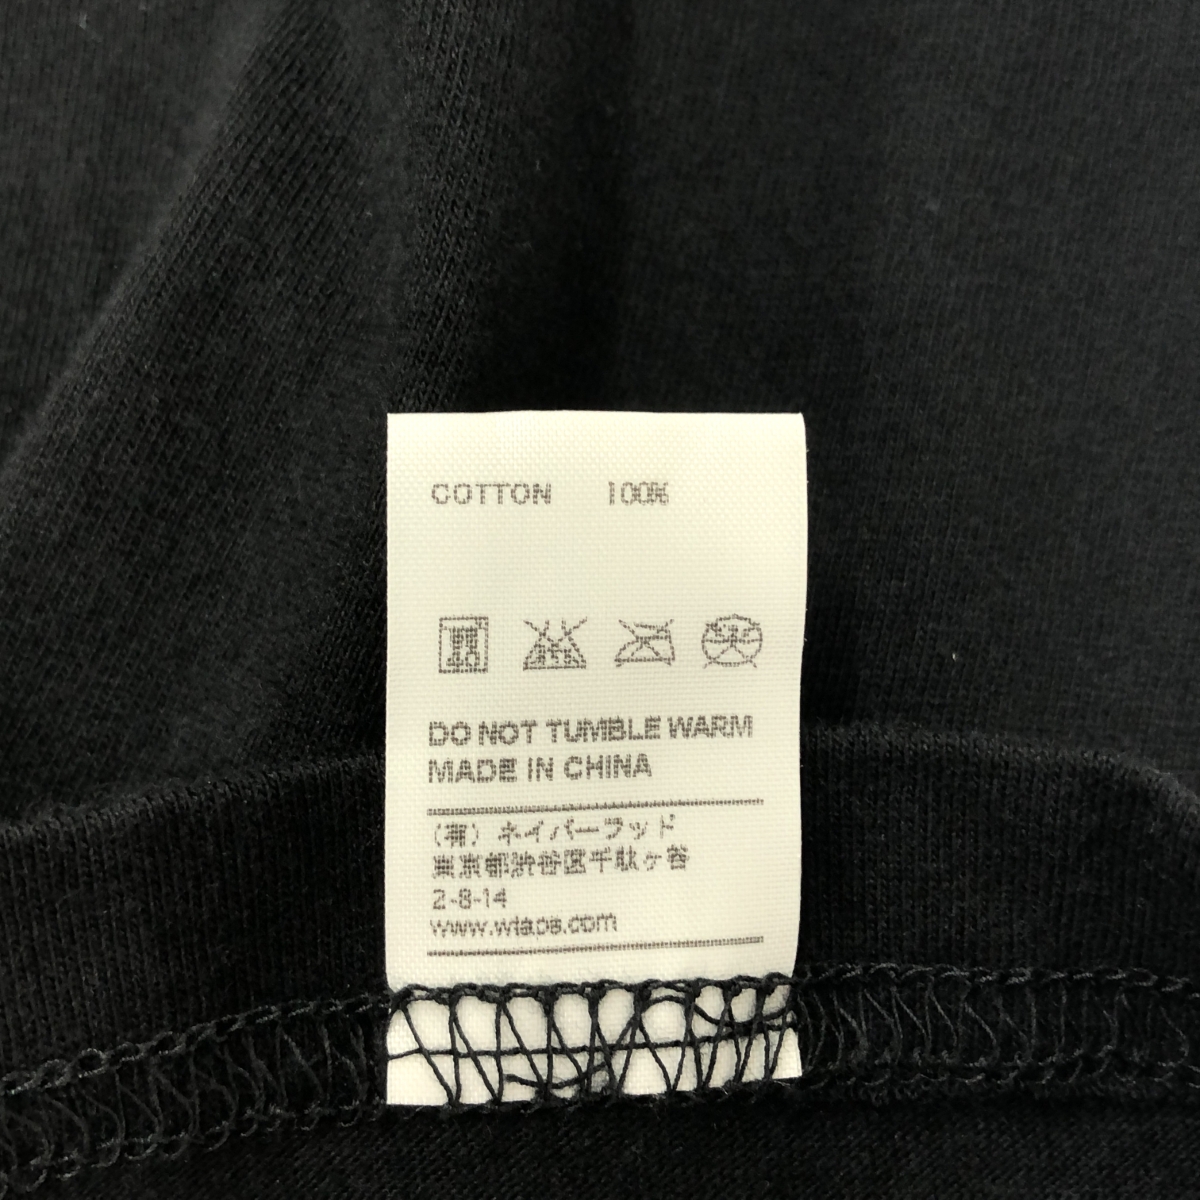 COTTON 100%
40
DO NOT TUMBLE WARM
MADE IN CHINA
(有) ネイバーフッド
東京都渋谷区千駄ヶ谷
2-8-14
www.wtaps.com